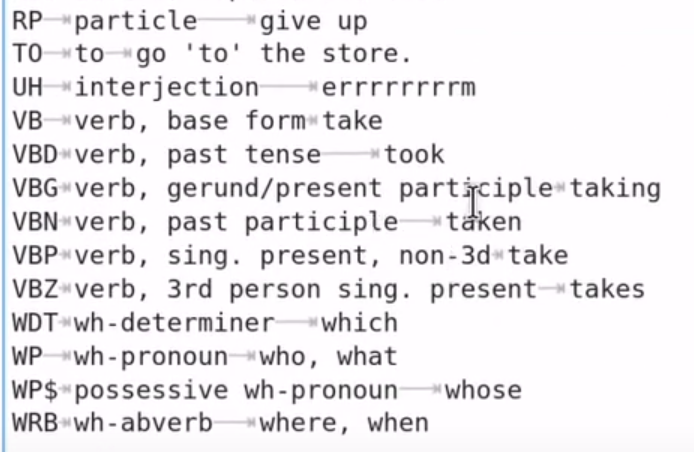 RP particle give up
TO to go 'to' the store.
UH interjection errrrrrrrm
VB verb, base form take
VBD verb, past tense took
VBG verb, gerund/present participle taking
VBN verb, past participle taken
VBP verb, sing. present, non-3d take
VBZ verb, 3rd person sing. present takes
WDT wh-determiner which
WP wh-pronoun who, what
WP$ possessive wh-pronoun whose
WRB wh-abverb where, when